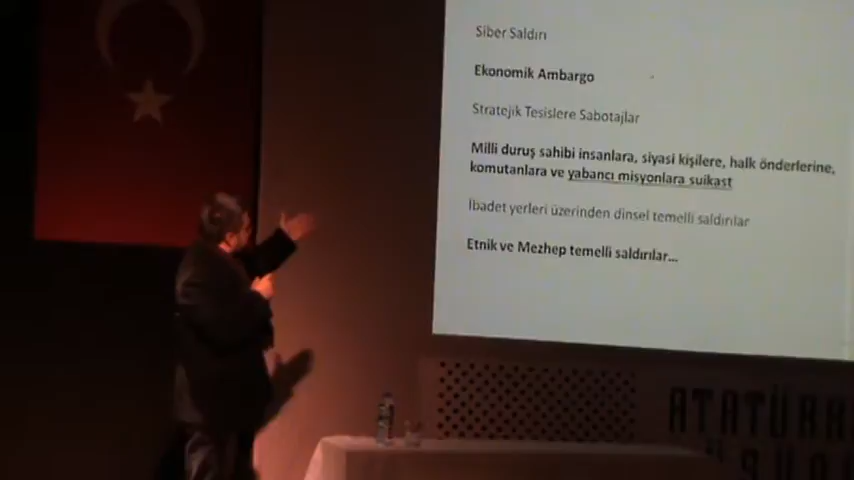 Siber Saldırı
Ekonomik Ambargo
Stratejik Tesislere Sabotajlar
Milli duruş sahibi insanlara, siyasi kişilere, halk önderlerine,
komutanlara ve yabancı misyonlara suikast
İbadet yerleri üzerinden dinsel temelli saldırılar
Etnik ve Mezhep temelli saldırılar...
ATATÜRK